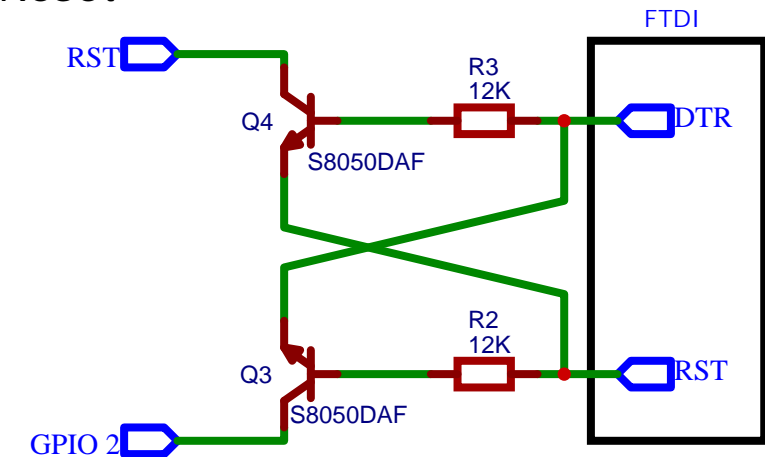 FTDI
RST
R3
12K
DTR
Q4
S8050DAF
R2
12K
RST
Q3
S8050DAF
GPIO 2